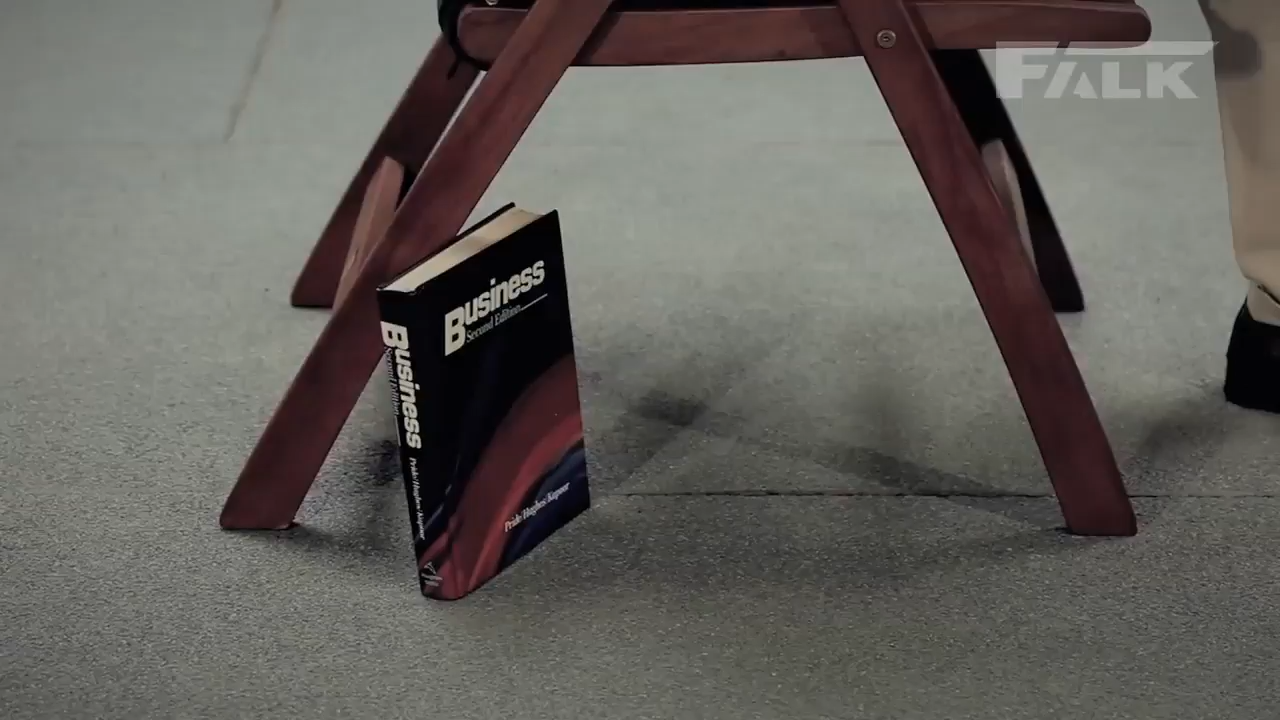 FALK
Business
Second Edition
Pride/Hughes/Kapoor
Business
Second Edition
Pride/Hughes/Kapoor